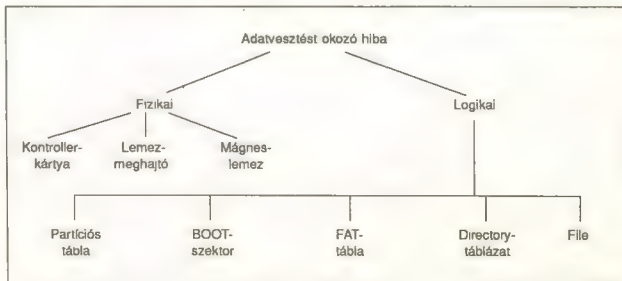 Adatvesztést okozó hiba
Fizikai
Logikai
Kontroller-
kártya
Lemez-
meghajtó
Mágnes-
lemez
Partíciós
tábla
BOOT-
szektor
FAT-
tábla
Directory-
táblázat
File